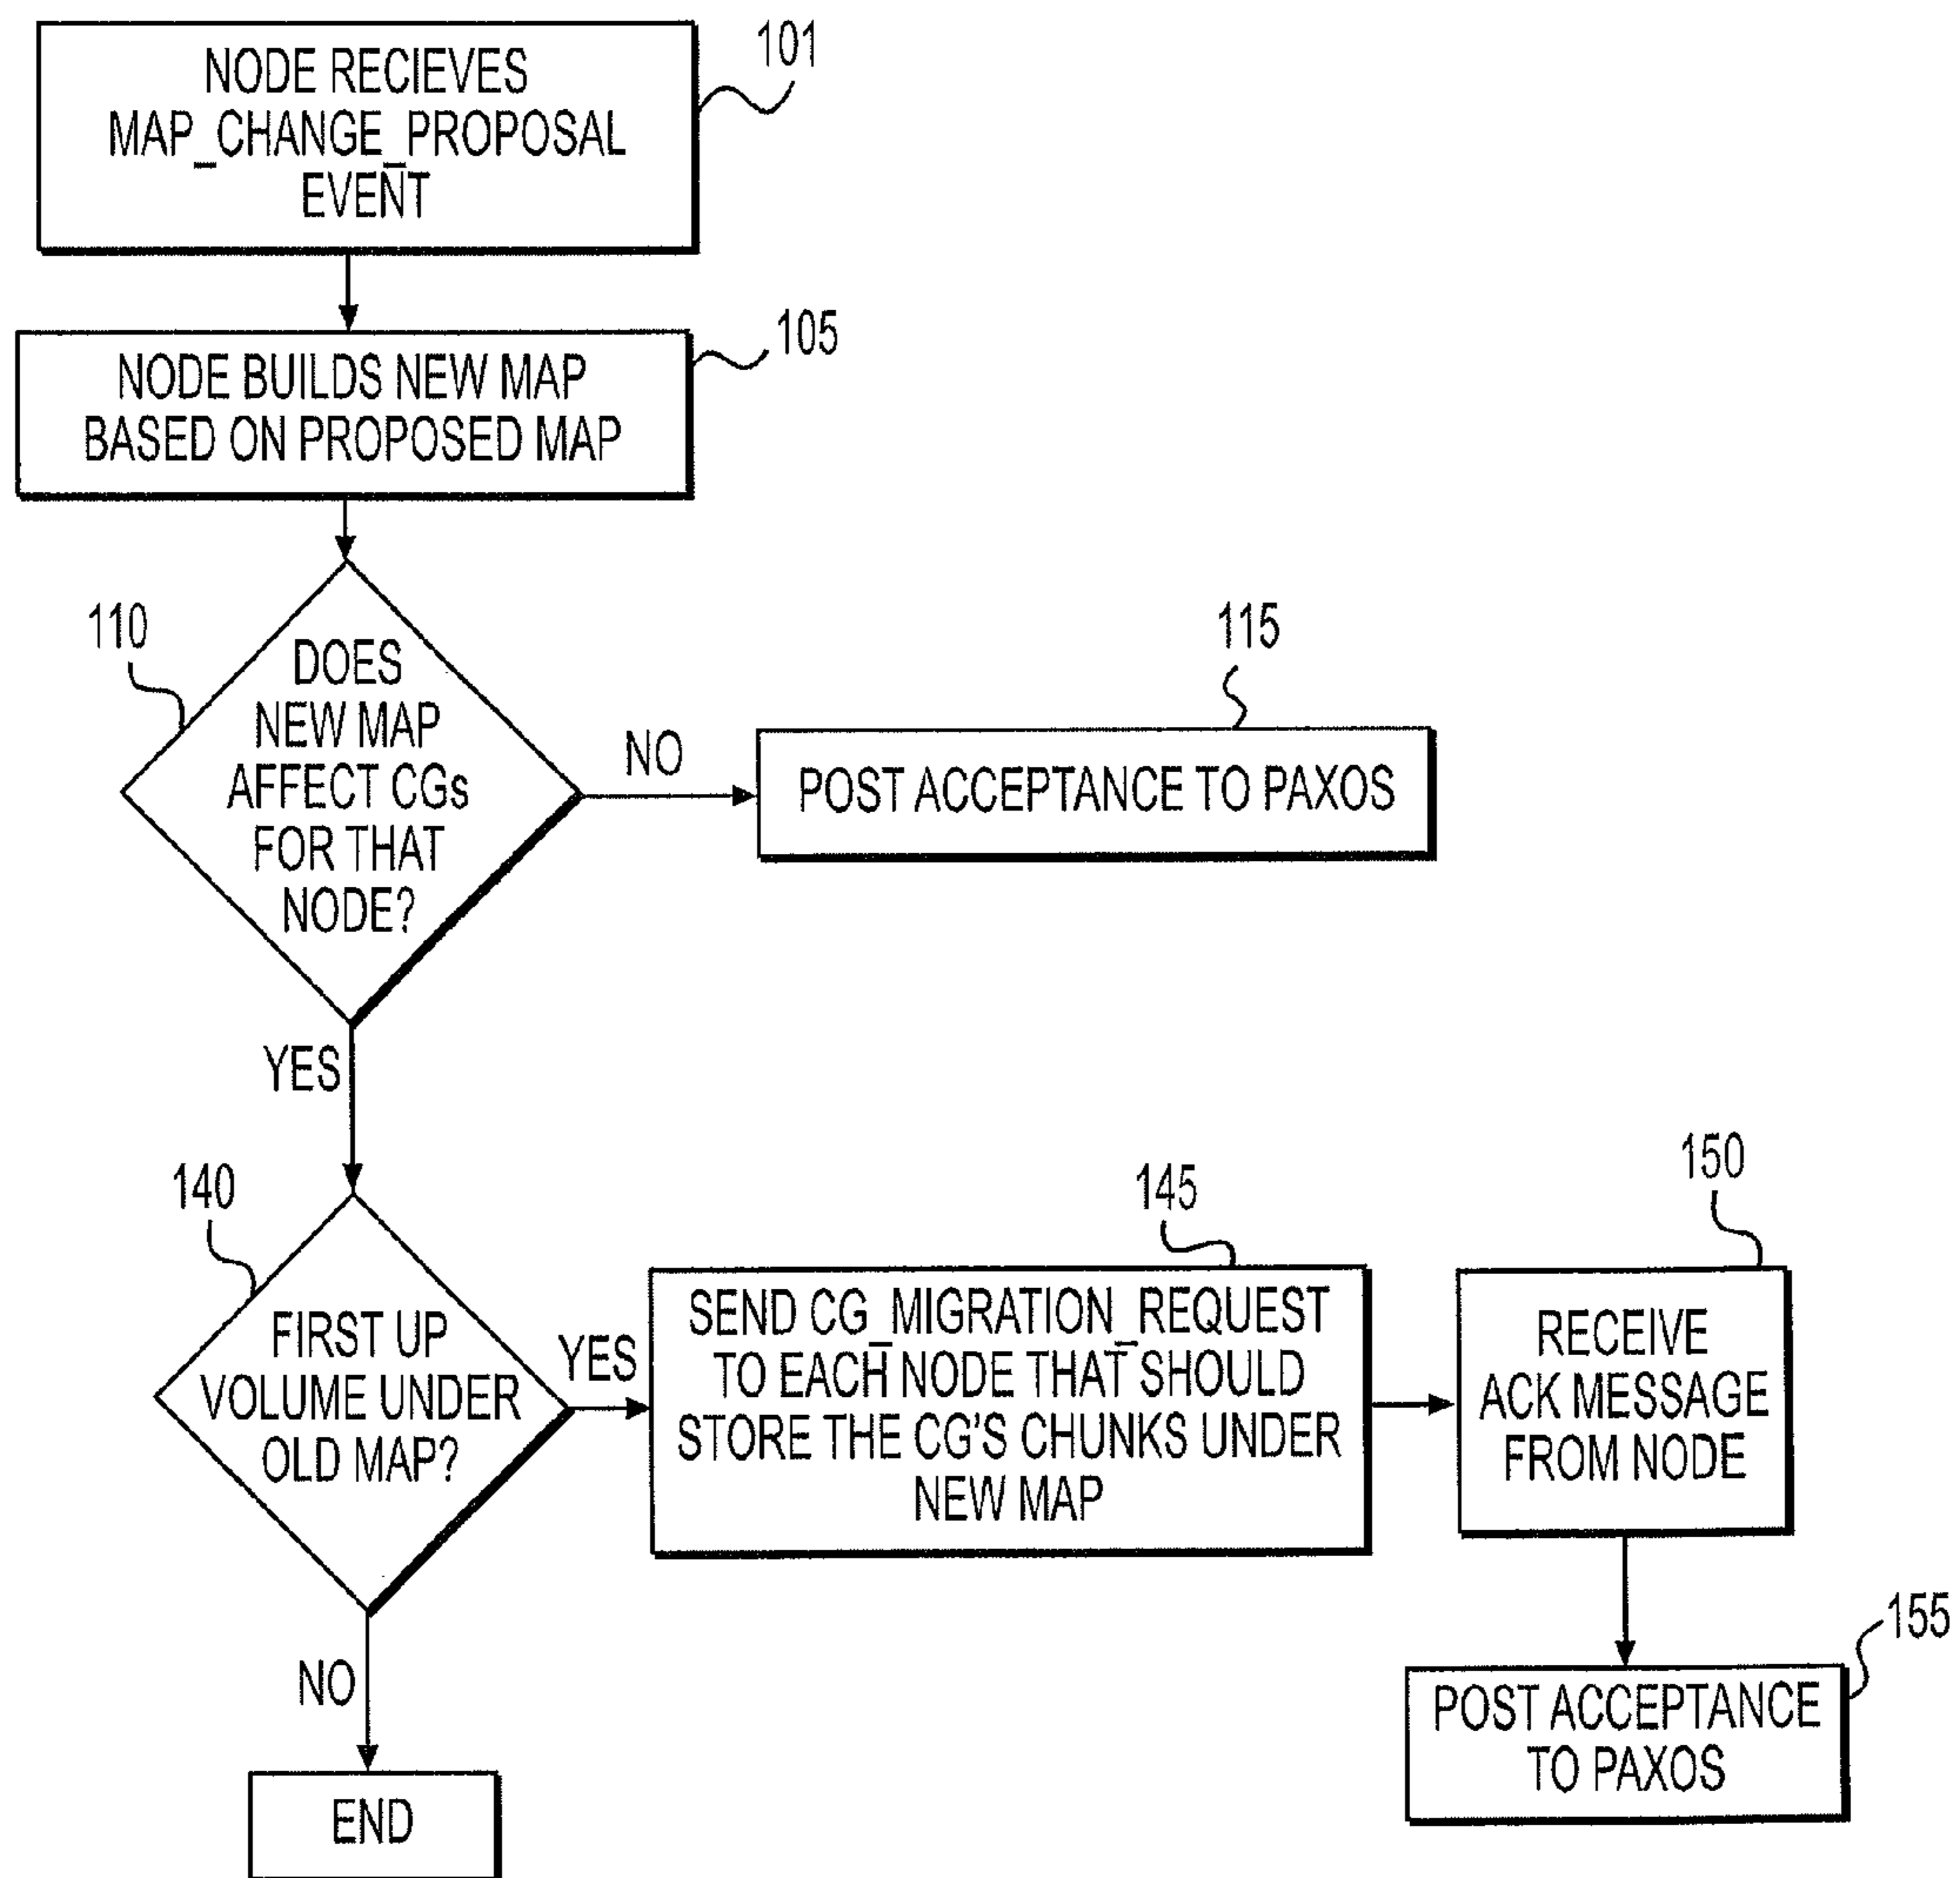 NODE RECIEVES
MAP_CHANGE_PROPOSAL
EVENT
101
NODE BUILDS NEW MAP
BASED ON PROPOSED MAP
105
110
DOES
NEW MAP
AFFECT CGs
FOR THAT
NODE?
NO
115
POST ACCEPTANCE TO PAXOS
YES
140
FIRST UP
VOLUME UNDER
OLD MAP?
YES
145
SEND CG_MIGRATION_REQUEST
TO EACH NODE THAT SHOULD
STORE THE CG'S CHUNKS UNDER
NEW MAP
150
RECEIVE
ACK MESSAGE
FROM NODE
155
POST ACCEPTANCE
TO PAXOS
NO
END